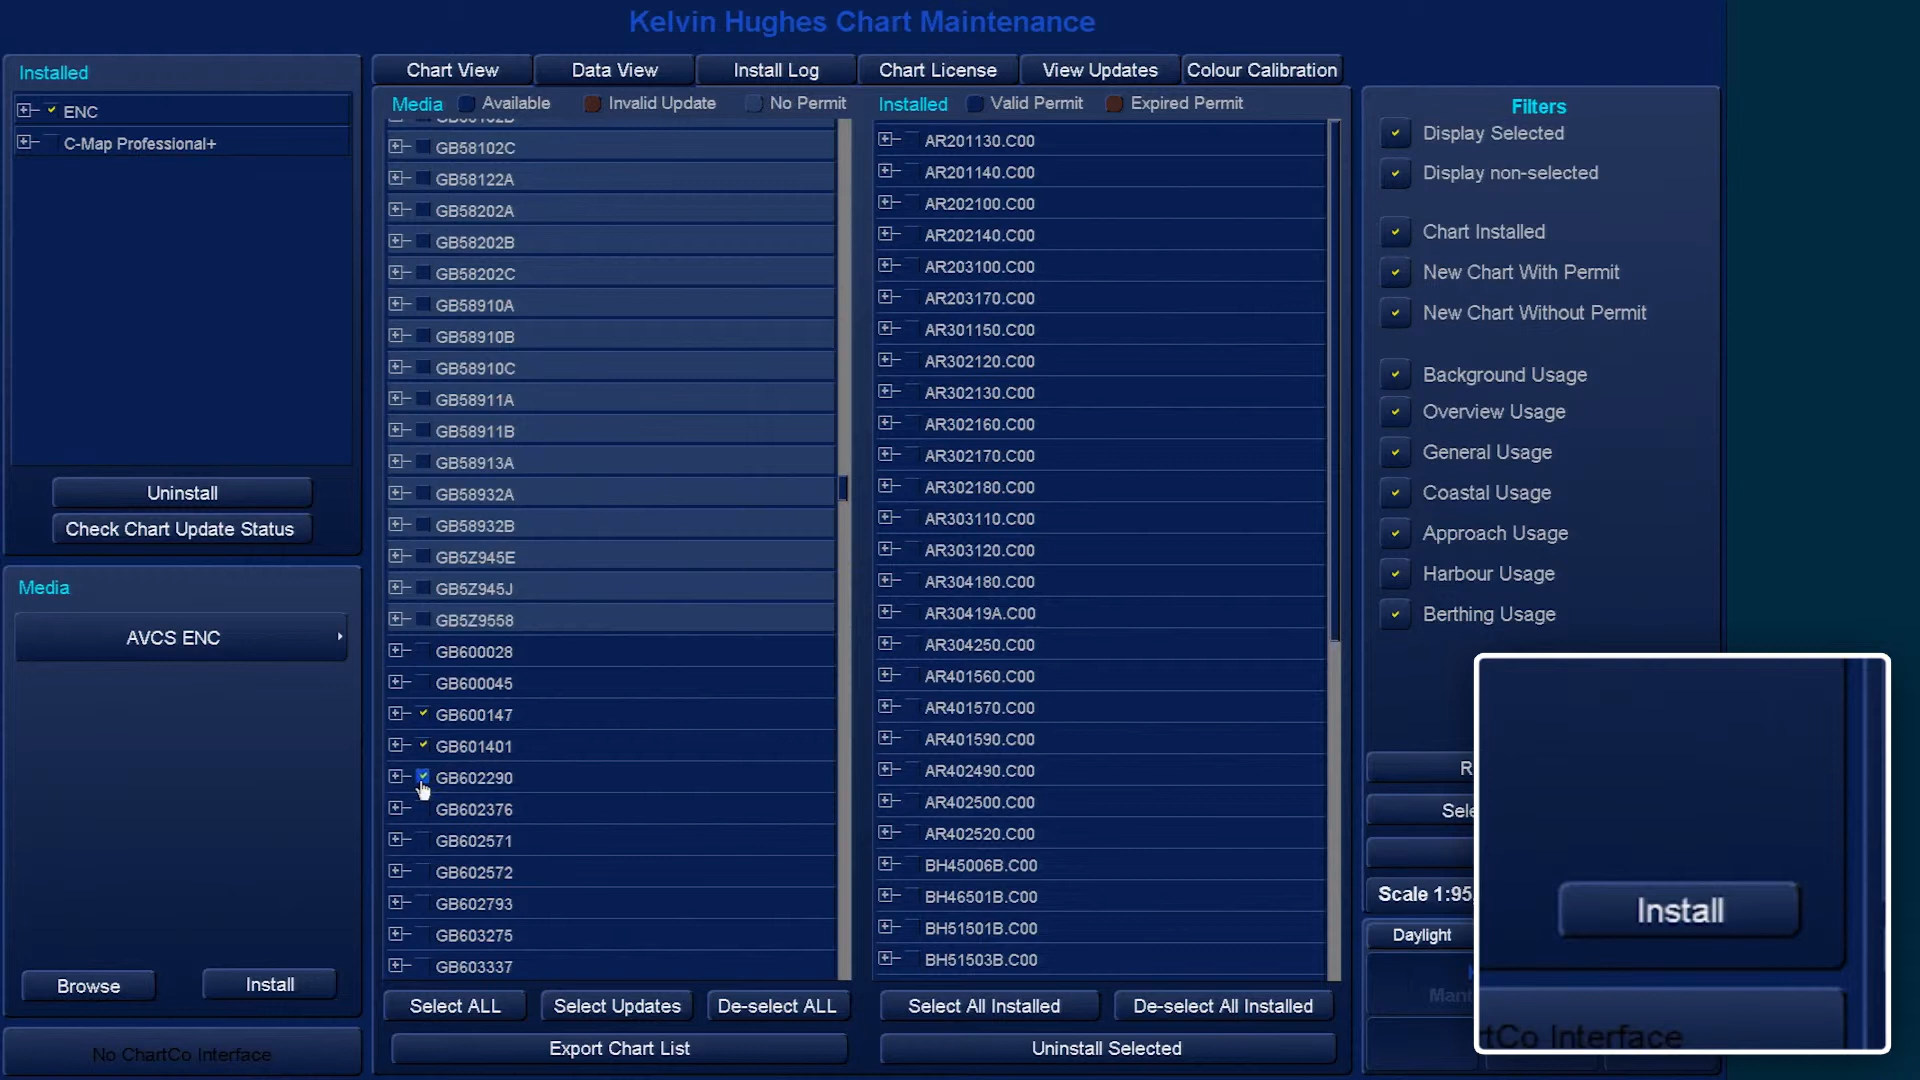 Kelvin Hughes Chart Maintenance
Installed
ENC
C-Map Professional+
Uninstall
Check Chart Update Status
Media
AVCS ENC
Browse
Install
No ChartCo Interface
Chart View
Data View
Install Log
Chart License
View Updates
Colour Calibration
Media
Available
Invalid Update
No Permit
GB58102C
GB58122A
GB58202A
GB58202B
GB58202C
GB58910A
GB58910B
GB58910C
GB58911A
GB58911B
GB58913A
GB58932A
GB58932B
GB5Z945E
GB5Z945J
GB5Z9558
GB600028
GB600045
GB600147
GB601401
GB602290
GB602376
GB602571
GB602572
GB602793
GB603275
GB603337
Select ALL
Select Updates
De-select ALL
Export Chart List
Installed
Valid Permit
Expired Permit
AR201130.C00
AR201140.C00
AR202100.C00
AR202140.C00
AR203100.C00
AR203170.C00
AR301150.C00
AR302120.C00
AR302130.C00
AR302160.C00
AR302170.C00
AR302180.C00
AR303110.C00
AR303120.C00
AR304180.C00
AR30419A.C00
AR304250.C00
AR401560.C00
AR401570.C00
AR401590.C00
AR402490.C00
AR402500.C00
AR402520.C00
BH45006B.C00
BH46501B.C00
BH51501B.C00
BH51503B.C00
Select All Installed
De-select All Installed
Uninstall Selected
Filters
Display Selected
Display non-selected
Chart Installed
New Chart With Permit
New Chart Without Permit
Background Usage
Overview Usage
General Usage
Coastal Usage
Approach Usage
Harbour Usage
Berthing Usage
R
Sele
Scale 1:95
Daylight
Man
Install
tCo Interface